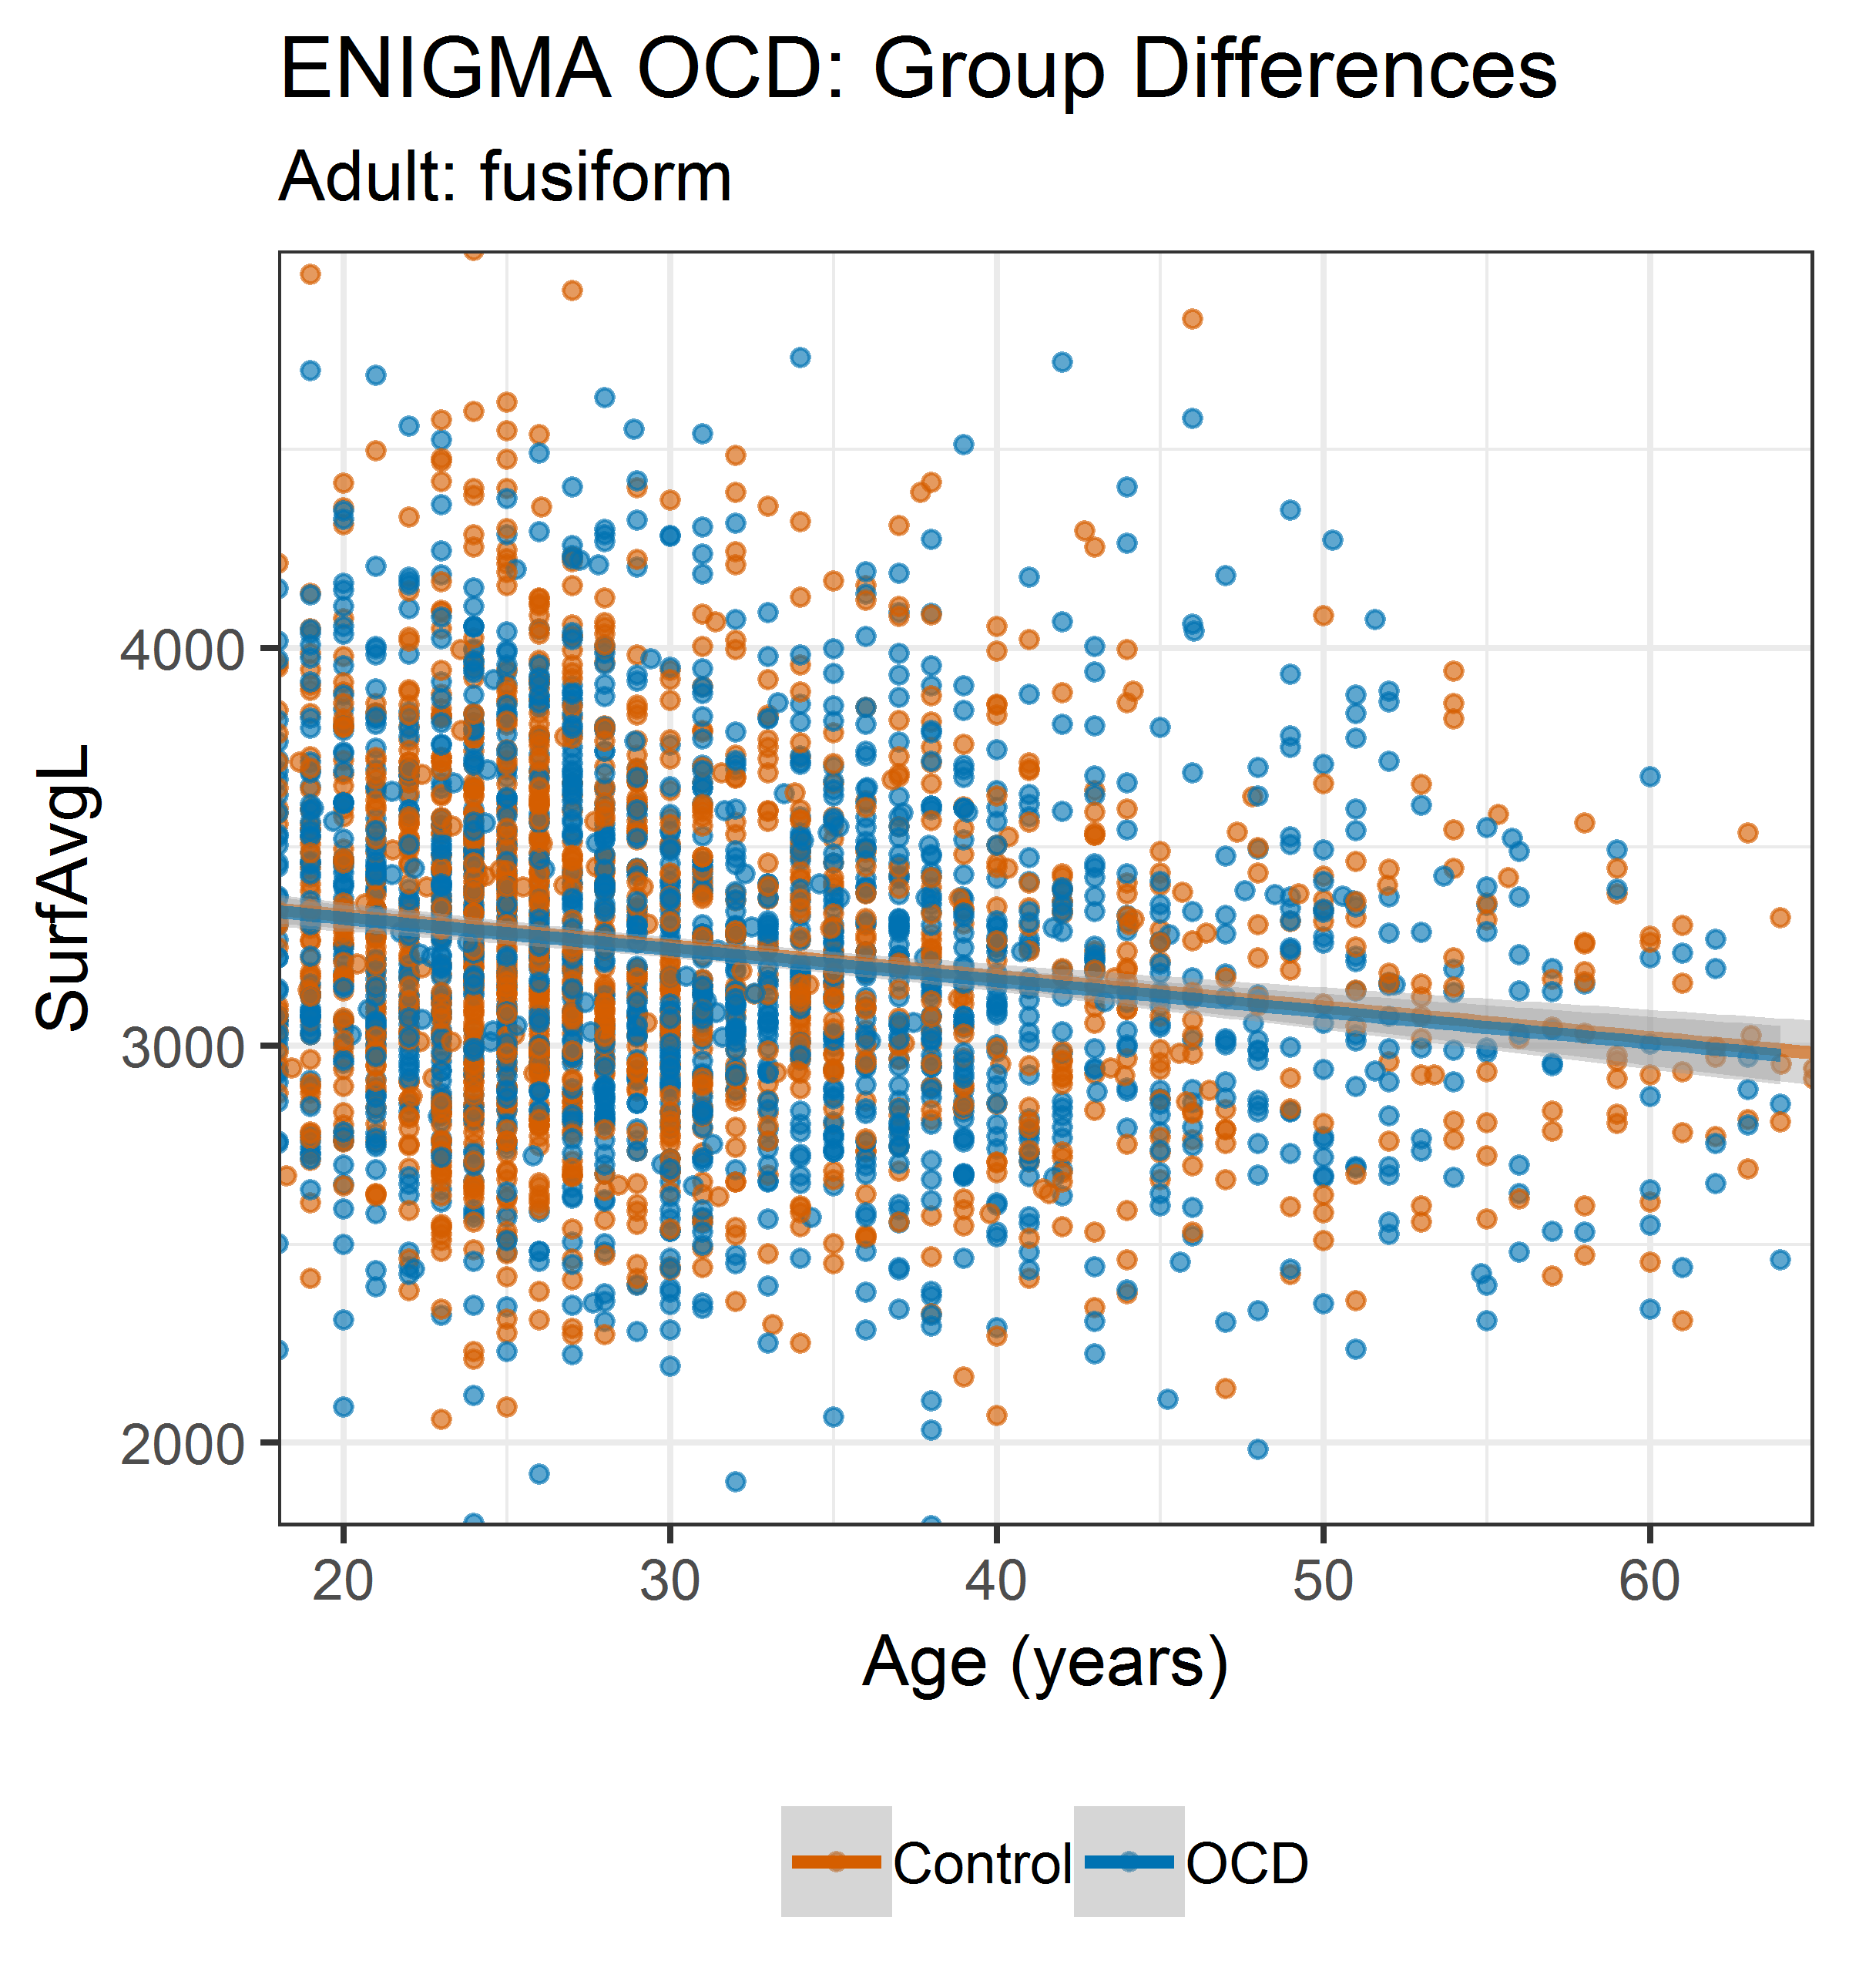 ENIGMA OCD: Group Differences
Adult: fusiform
SurfAvgL
4000
3000
2000
20 30 40 50 60
Age (years)
Control OCD